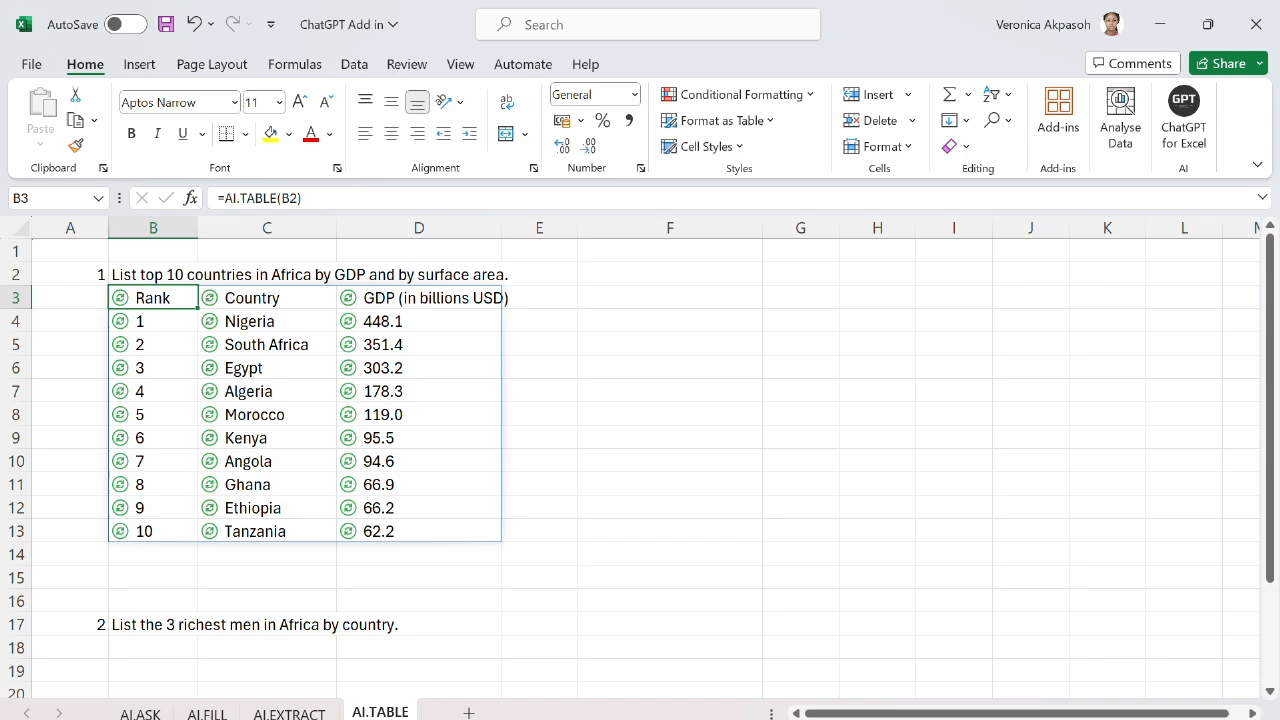 AutoSave ChatGPT Add in Search Veronica Akpasoh
File Home Insert Page Layout Formulas Data Review View Automate Help Comments Share
Paste Aptos Narrow 11 General Conditional Formatting Format as Table Cell Styles Insert Delete Format Add-ins Analyse Data GPT ChatGPT for Excel
Clipboard Font Alignment Number Styles Cells Editing Add-ins AI
B3 fx =AI.TABLE(B2)
A B C D E F G H I J K L
1
2 1 List top 10 countries in Africa by GDP and by surface area.
3 Rank Country GDP (in billions USD)
4 1 Nigeria 448.1
5 2 South Africa 351.4
6 3 Egypt 303.2
7 4 Algeria 178.3
8 5 Morocco 119.0
9 6 Kenya 95.5
10 7 Angola 94.6
11 8 Ghana 66.9
12 9 Ethiopia 66.2
13 10 Tanzania 62.2
14
15
16
17 2 List the 3 richest men in Africa by country.
18
19
20
AI.ASK AI.FILL AI.EXTRACT AI.TABLE